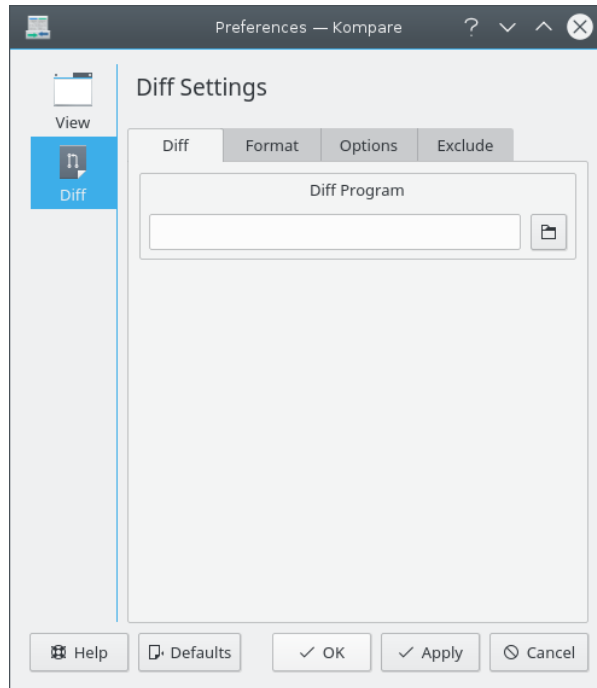 Preferences — Kompare
View
Diff
Diff Settings
Diff Format Options Exclude
Diff Program
Help Defaults OK Apply Cancel